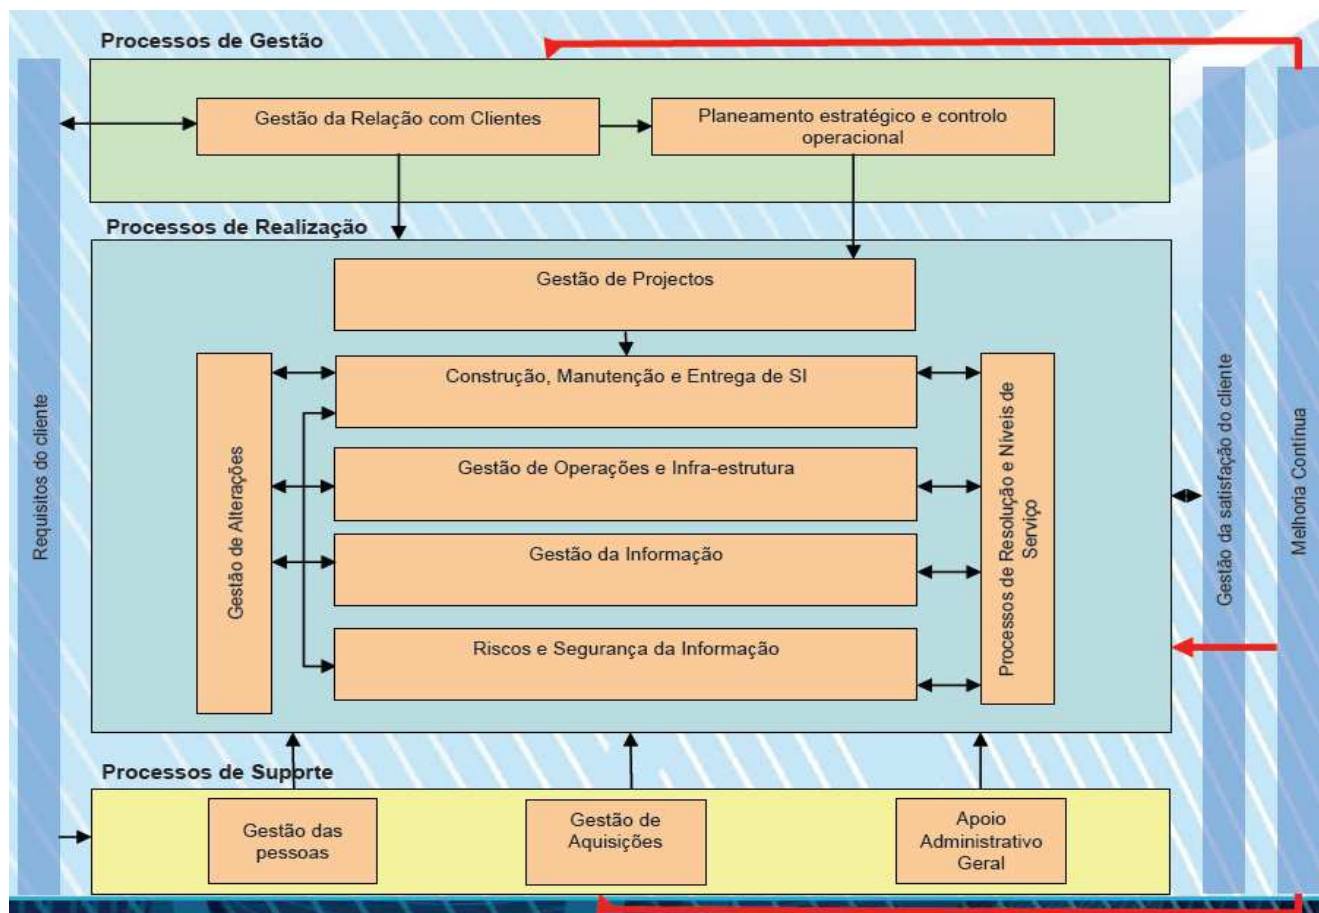 Processos de Gestão
Gestão da Relação com Clientes
Planeamento estratégico e controlo
operacional
Processos de Realização
Gestão de Projectos
Construção, Manutenção e Entrega de SI
Gestão de Operações e Infra-estrutura
Gestão da Informação
Riscos e Segurança da Informação
Gestão de Alterações
Processos de Resolução e Níveis de
Serviço
Requisitos do cliente
Gestão da satisfação do cliente
Melhoria Contínua
Processos de Suporte
Gestão das
pessoas
Gestão de
Aquisições
Apoio
Administrativo
Geral